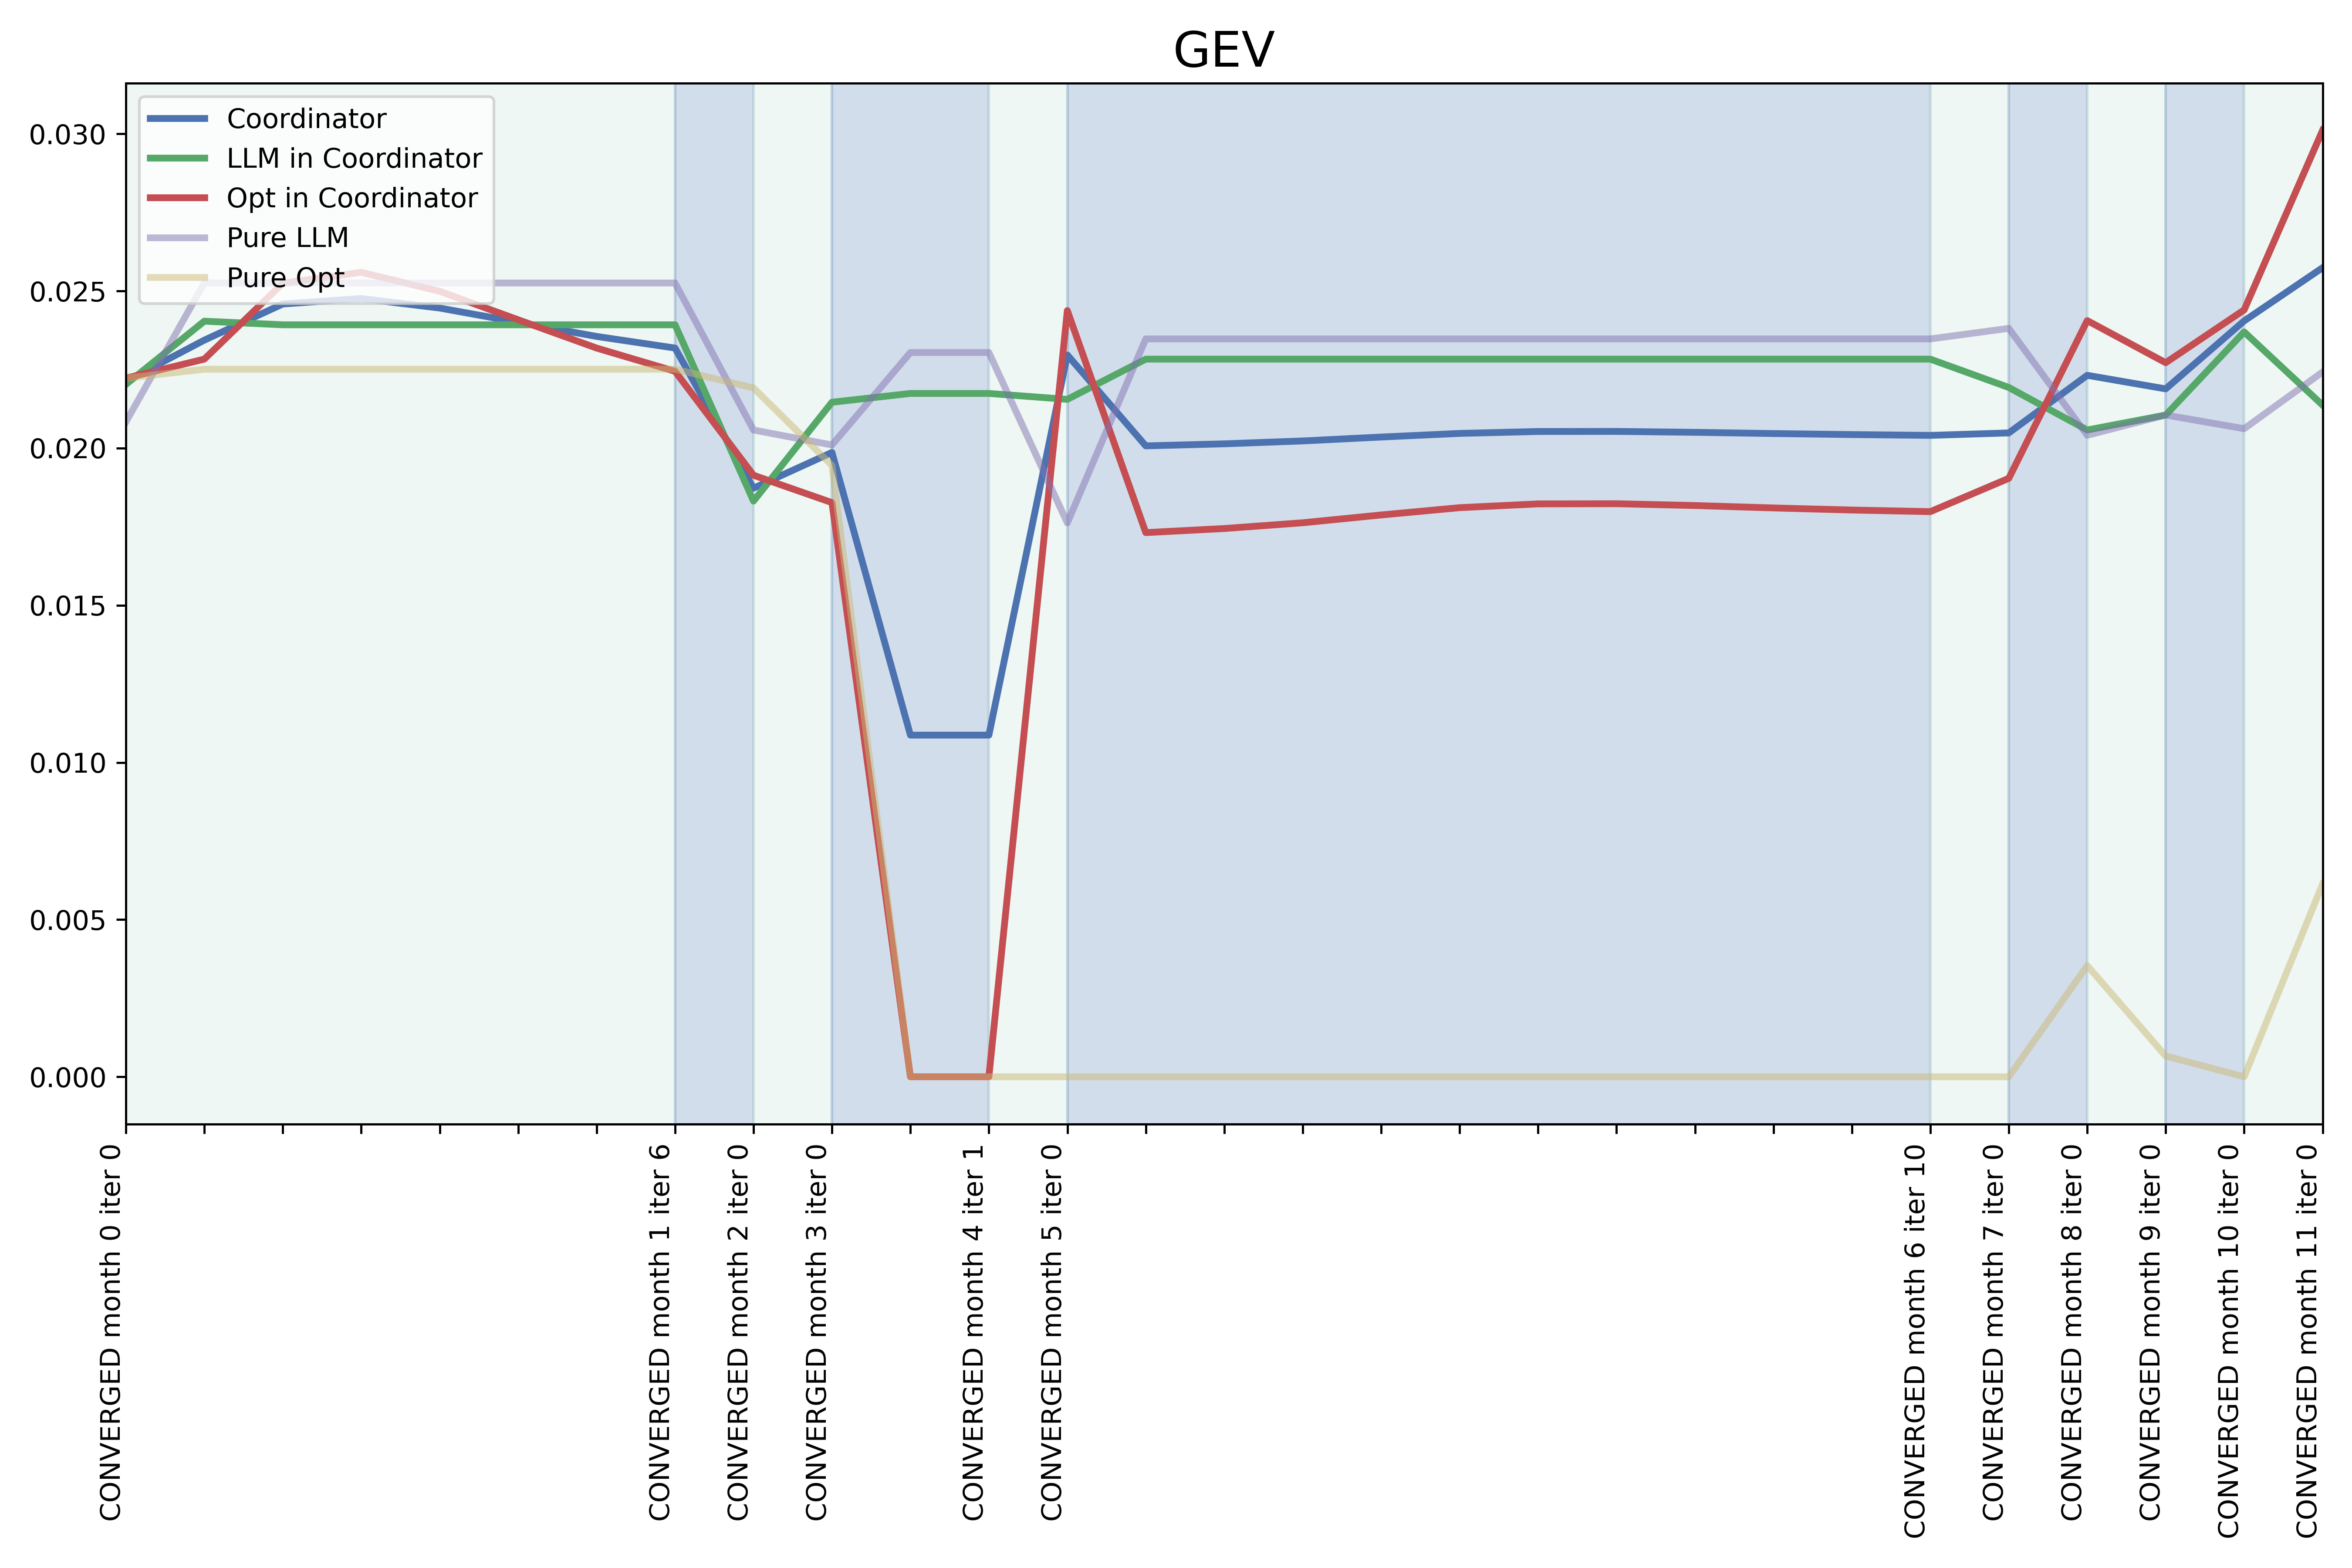 GEV
0.030
0.025
0.020
0.015
0.010
0.005
0.000
Coordinator
LLM in Coordinator
Opt in Coordinator
Pure LLM
Pure Opt
CONVERGED month 0 iter 0
CONVERGED month 1 iter 6
CONVERGED month 2 iter 0
CONVERGED month 3 iter 0
CONVERGED month 4 iter 1
CONVERGED month 5 iter 0
CONVERGED month 6 iter 10
CONVERGED month 7 iter 0
CONVERGED month 8 iter 0
CONVERGED month 9 iter 0
CONVERGED month 10 iter 0
CONVERGED month 11 iter 0